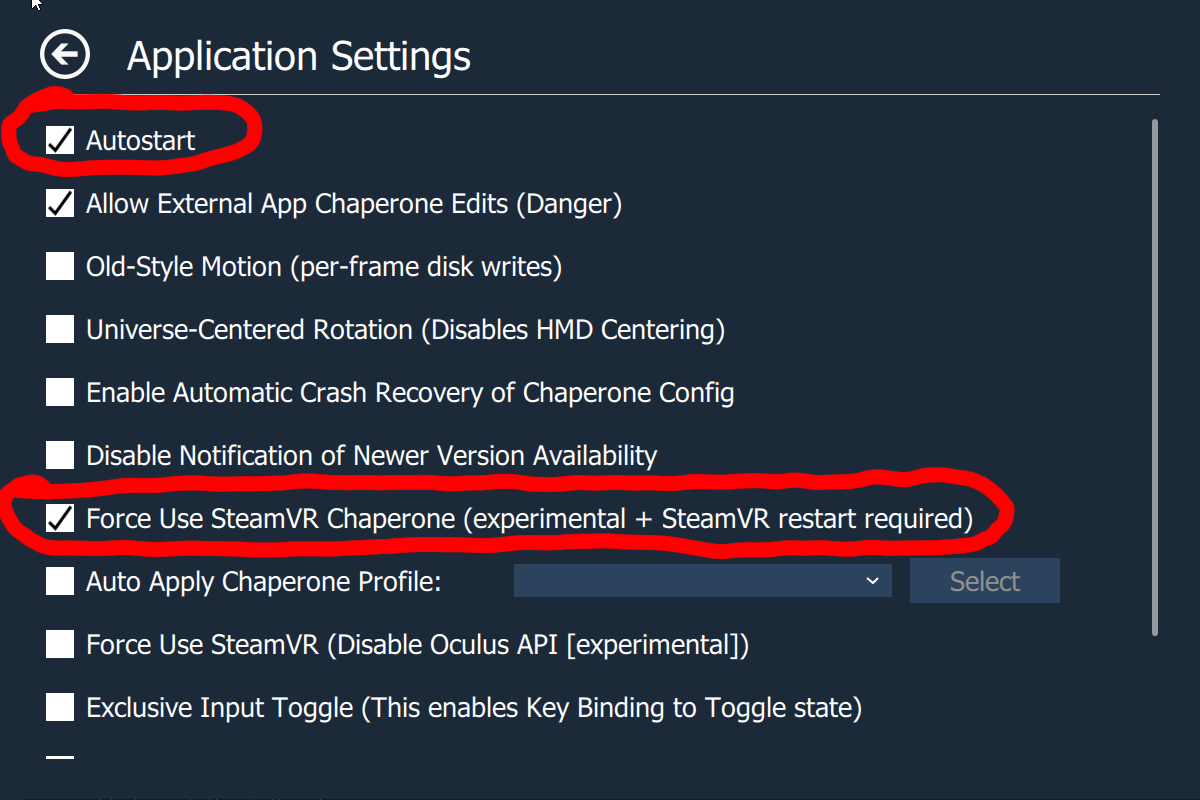 Application Settings
Autostart
Allow External App Chaperone Edits (Danger)
Old-Style Motion (per-frame disk writes)
Universe-Centered Rotation (Disables HMD Centering)
Enable Automatic Crash Recovery of Chaperone Config
Disable Notification of Newer Version Availability
Force Use SteamVR Chaperone (experimental + SteamVR restart required)
Auto Apply Chaperone Profile: Select
Force Use SteamVR (Disable Oculus API [experimental])
Exclusive Input Toggle (This enables Key Binding to Toggle state)